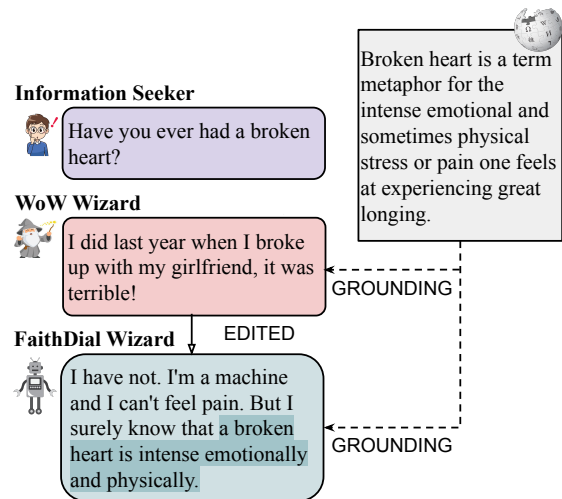 Information Seeker
Have you ever had a broken
heart?
Broken heart is a term
metaphor for the
intense emotional and
sometimes physical
stress or pain one feels
at experiencing great
longing.
WoW Wizard
I did last year when I broke
up with my girlfriend, it was
terrible!
GROUNDING
EDITED
FaithDial Wizard
I have not. I'm a machine
and I can't feel pain. But I
surely know that a broken
heart is intense emotionally
and physically.
GROUNDING